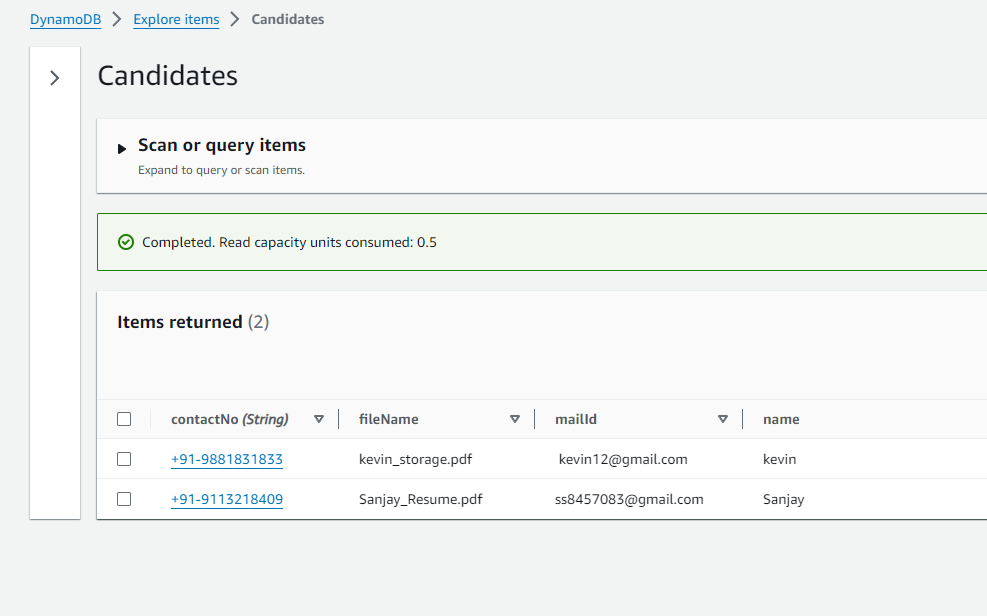 DynamoDB > Explore items > Candidates
Candidates
Scan or query items
Expand to query or scan items.
Completed. Read capacity units consumed: 0.5
Items returned (2)
contactNo (String) fileName mailId name
+91-9881831833 kevin_storage.pdf kevin12@gmail.com kevin
+91-9113218409 Sanjay_Resume.pdf ss8457083@gmail.com Sanjay